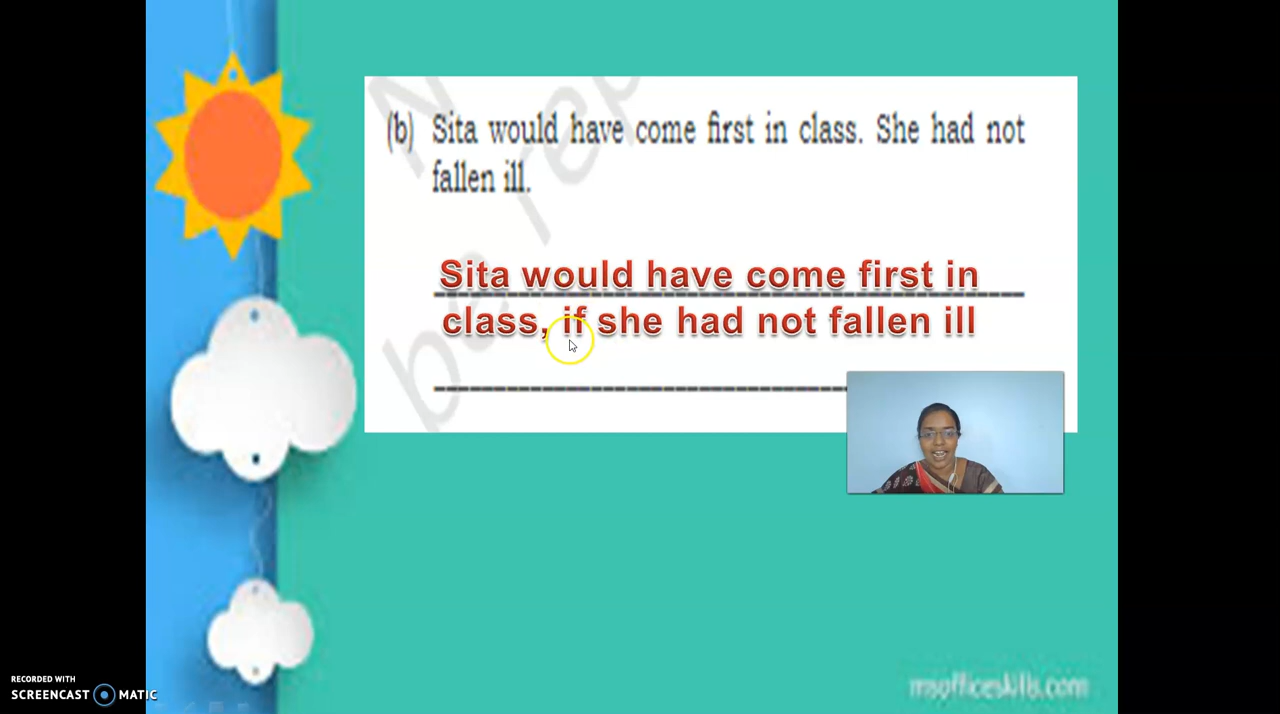 (b) Sita would have come first in class. She had not
fallen ill.
Sita would have come first in
class, if she had not fallen ill
RECORDED WITH
SCREENCAST MATIC
msofficeskills.com